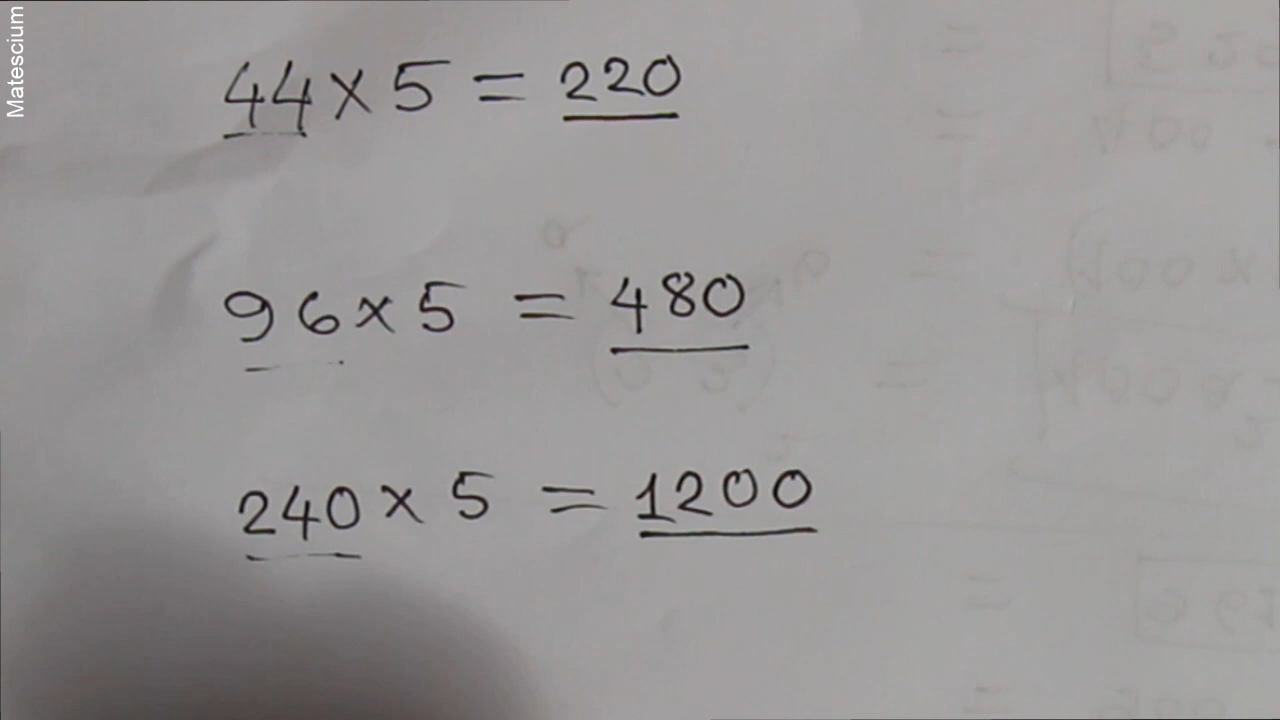 Matescium
44 × 5 = 220
96 × 5 = 480
240 × 5 = 1200